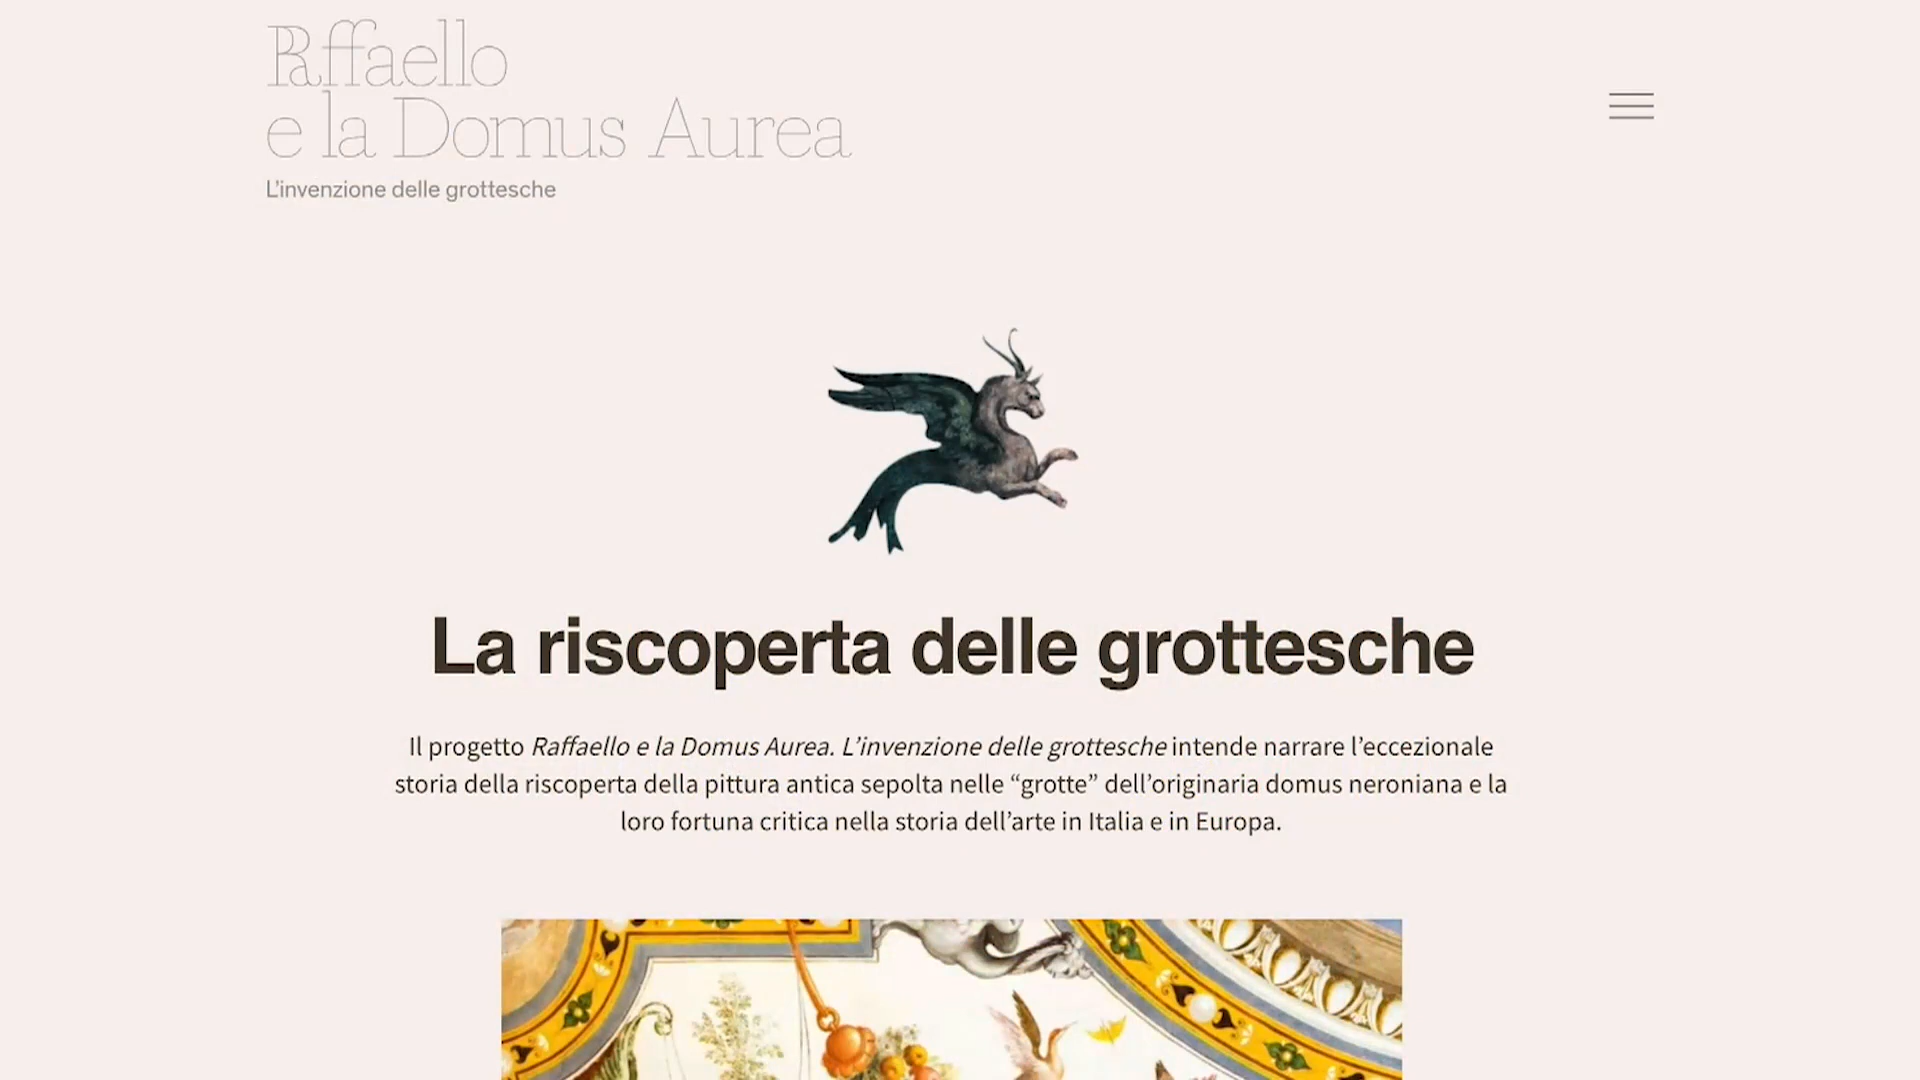 Raffaello
e la Domus Aurea
L'invenzione delle grottesche
La riscoperta delle grottesche
Il progetto Raffaello e la Domus Aurea. L’invenzione delle grottesche intende narrare l’eccezionale
storia della riscoperta della pittura antica sepolta nelle “grotte” dell’originaria domus neroniana e la
loro fortuna critica nella storia dell’arte in Italia e in Europa.